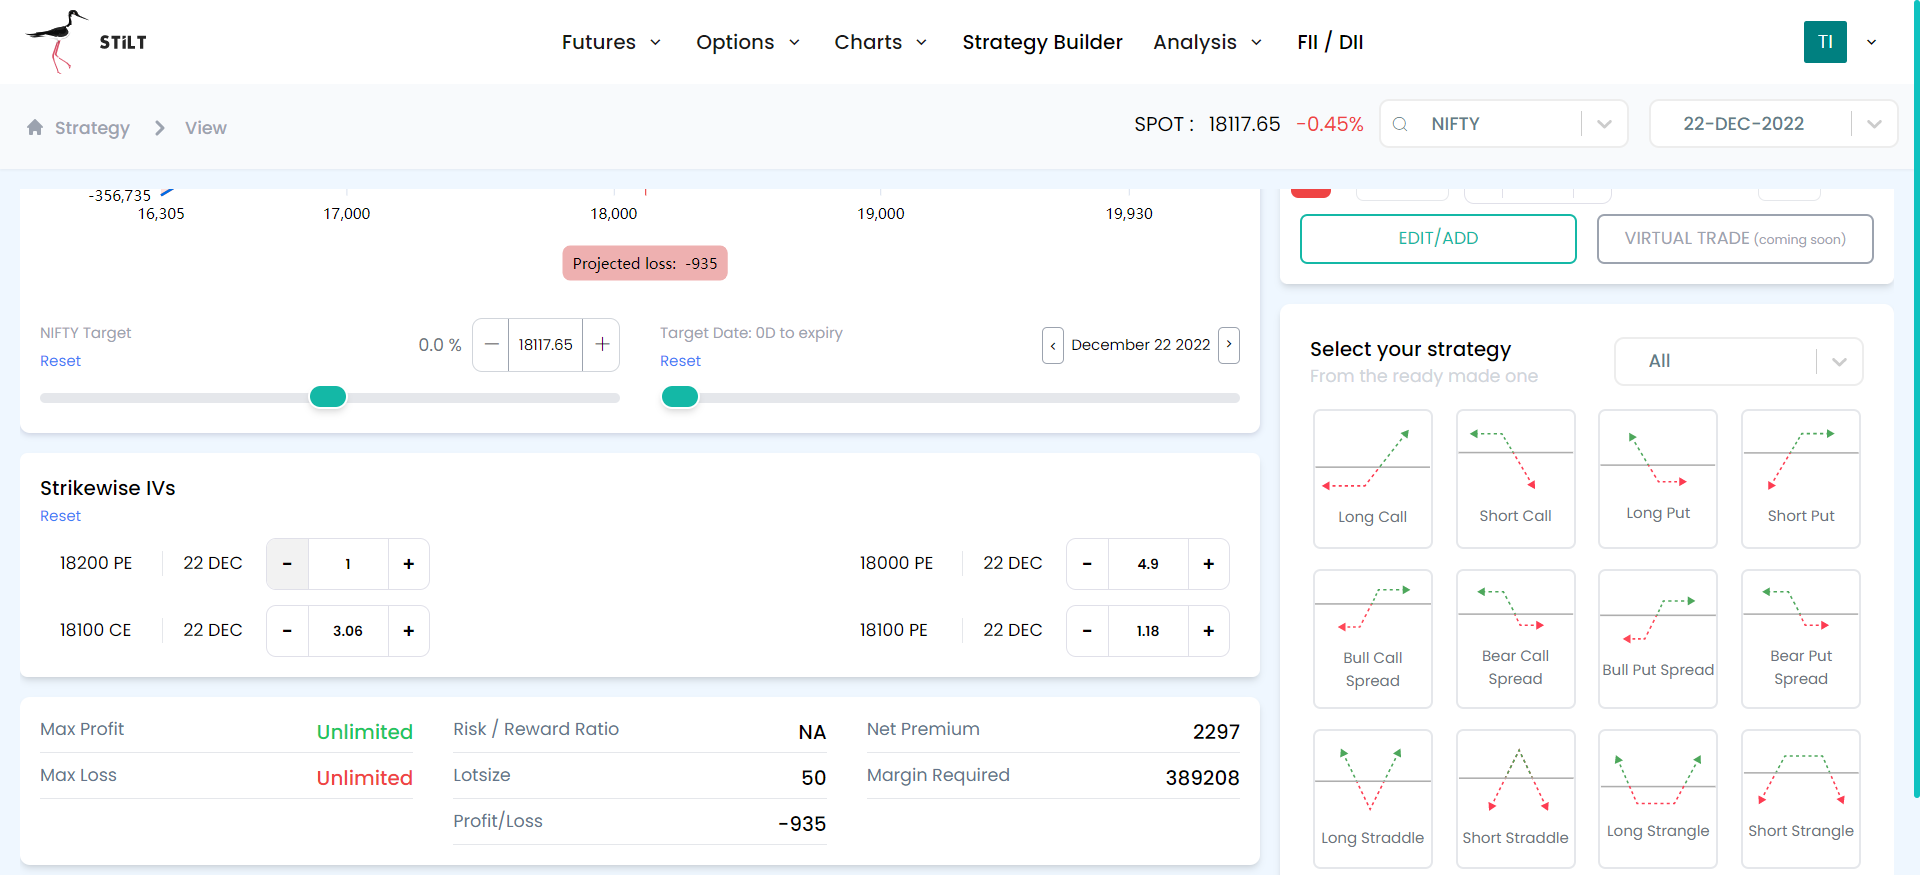 STiLT
Futures
Options
Charts
Strategy Builder
Analysis
FII / DII
TI
Strategy
View
SPOT : 18117.65 -0.45%
NIFTY
22-DEC-2022
-356,735
16,305
17,000
18,000
19,000
19,930
Projected loss: -935
NIFTY Target
Reset
0.0 %
18117.65
Target Date: 0D to expiry
Reset
December 22 2022
EDIT/ADD
VIRTUAL TRADE (coming soon)
Strikewise IVs
Reset
18200 PE 22 DEC - 1 +
18000 PE 22 DEC - 4.9 +
18100 CE 22 DEC - 3.06 +
18100 PE 22 DEC - 1.18 +
Max Profit Unlimited
Risk / Reward Ratio NA
Net Premium 2297
Max Loss Unlimited
Lotsize 50
Margin Required 389208
Profit/Loss -935
Select your strategy
From the ready made one
All
Long Call
Short Call
Long Put
Short Put
Bull Call
Spread
Bear Call
Spread
Bull Put Spread
Bear Put
Spread
Long Straddle
Short Straddle
Long Strangle
Short Strangle